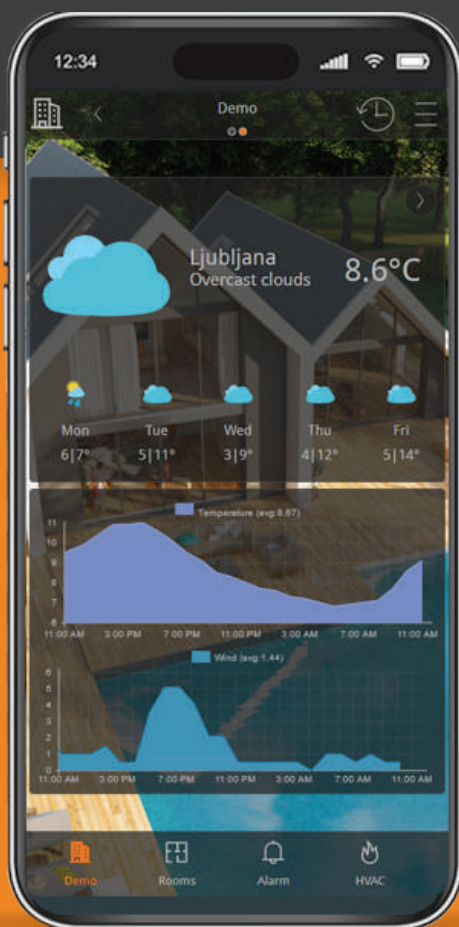 12:34
Demo
Ljubljana
Overcast clouds
8.6°C
Mon Tue Wed Thu Fri
6|7° 5|11° 3|9° 4|12° 5|14°
Temperature (avg:8.67)
11
10
9
8
7
6
11:00 AM 3:00 PM 7:00 PM 11:00 PM 3:00 AM 7:00 AM 11:00 AM
Wind (avg:1.44)
6
5
4
3
2
1
0
11:00 AM 3:00 PM 7:00 PM 11:00 PM 3:00 AM 7:00 AM 11:00 AM
Demo Rooms Alarm HVAC